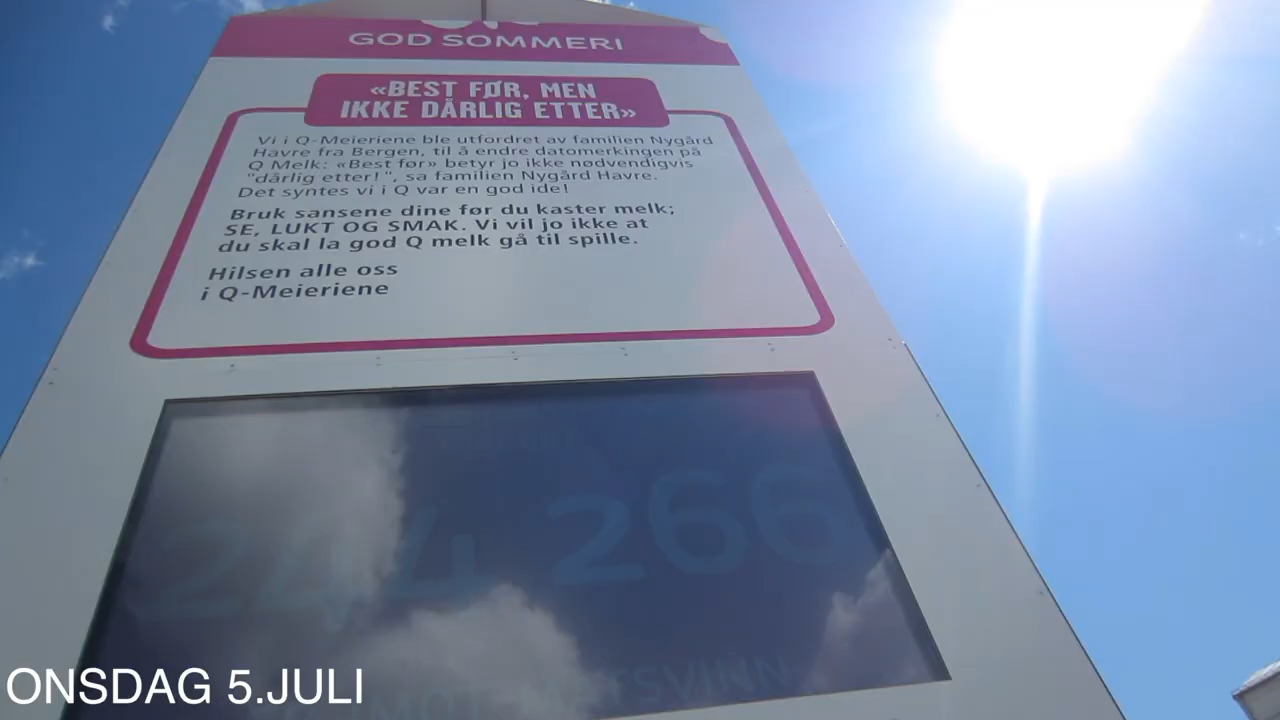 GOD SOMMER!
«BEST FØR, MEN
IKKE DÅRLIG ETTER»
Vi i Q-Meieriene ble utfordret av familien Nygård
Havre fra Bergen, til å endre datomerkingen på
Q Melk: «Best før» betyr jo ikke nødvendigvis
"dårlig etter!", sa familien Nygård Havre.
Det syntes vi i Q var en god ide!
Bruk sansene dine før du kaster melk;
SE, LUKT OG SMAK. Vi vil jo ikke at
du skal la god Q melk gå til spille.
Hilsen alle oss
i Q-Meieriene
244 266
MOT MATSVINN
ONSDAG 5.JULI